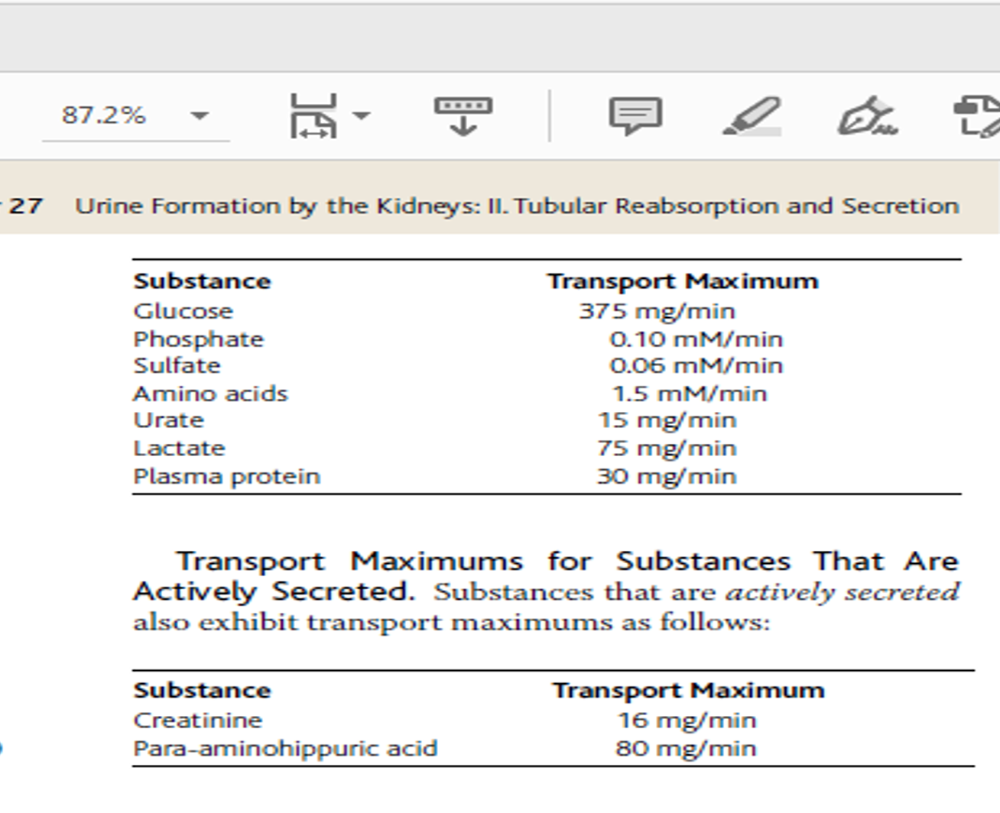 87.2%
27 Urine Formation by the Kidneys: II. Tubular Reabsorption and Secretion
Substance Transport Maximum
Glucose 375 mg/min
Phosphate 0.10 mM/min
Sulfate 0.06 mM/min
Amino acids 1.5 mM/min
Urate 15 mg/min
Lactate 75 mg/min
Plasma protein 30 mg/min
Transport Maximums for Substances That Are
Actively Secreted. Substances that are actively secreted
also exhibit transport maximums as follows:
Substance Transport Maximum
Creatinine 16 mg/min
Para-aminohippuric acid 80 mg/min